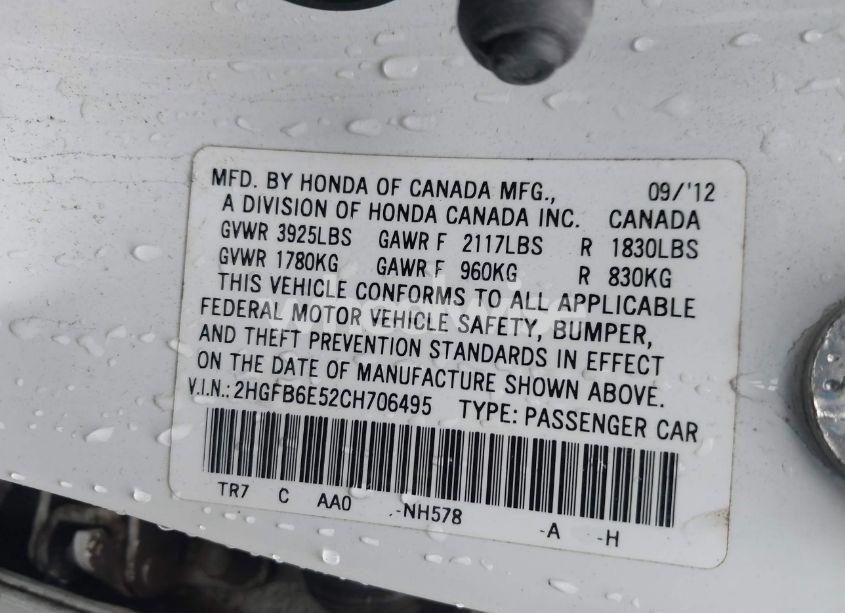 MFD. BY HONDA OF CANADA MFG., 09/'12
A DIVISION OF HONDA CANADA INC. CANADA
GVWR 3925LBS GAWR F 2117LBS R 1830LBS
GVWR 1780KG GAWR F 960KG R 830KG
THIS VEHICLE CONFORMS TO ALL APPLICABLE
FEDERAL MOTOR VEHICLE SAFETY, BUMPER,
AND THEFT PREVENTION STANDARDS IN EFFECT
ON THE DATE OF MANUFACTURE SHOWN ABOVE.
V.I.N.: 2HGFB6E52CH706495 TYPE: PASSENGER CAR
TR7 C AA0 -NH578 -A -H